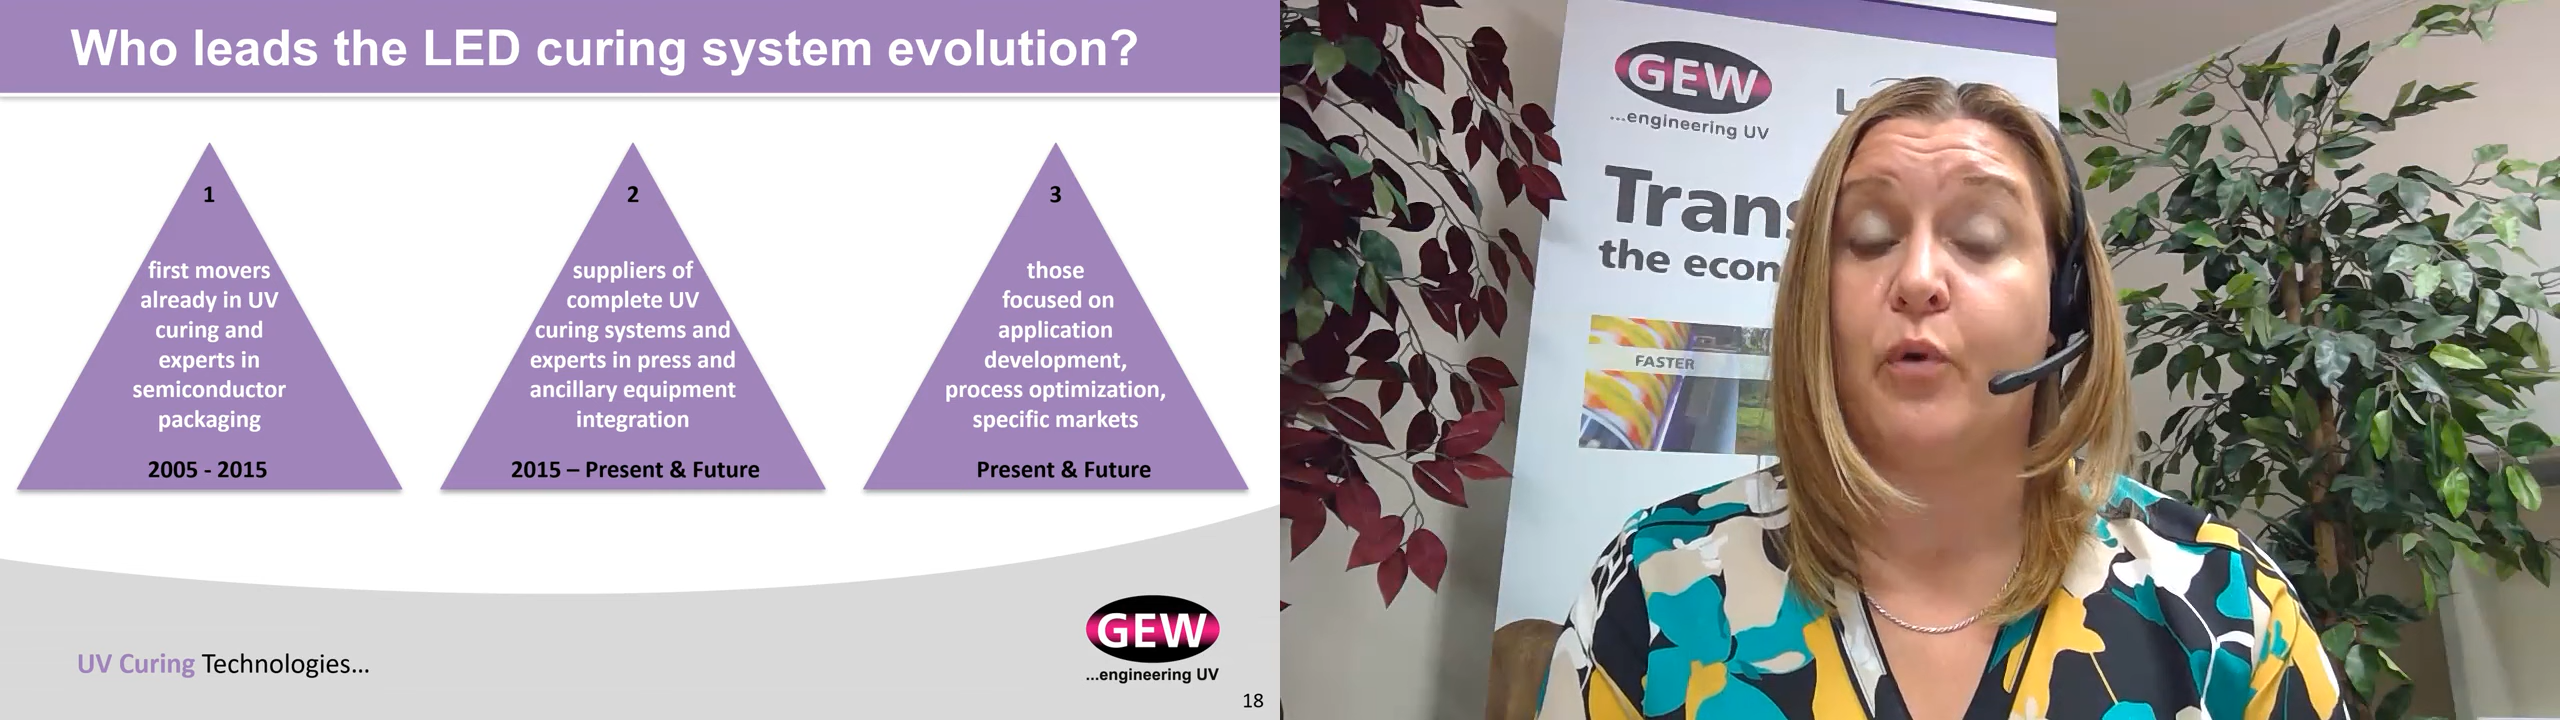 Who leads the LED curing system evolution?
1
first movers
already in UV
curing and
experts in
semiconductor
packaging
2005 - 2015
2
suppliers of
complete UV
curing systems and
experts in press and
ancillary equipment
integration
2015 – Present & Future
3
those
focused on
application
development,
process optimization,
specific markets
Present & Future
UV Curing Technologies...
GEW
...engineering UV
18
GEW
...engineering UV
the
FASTER